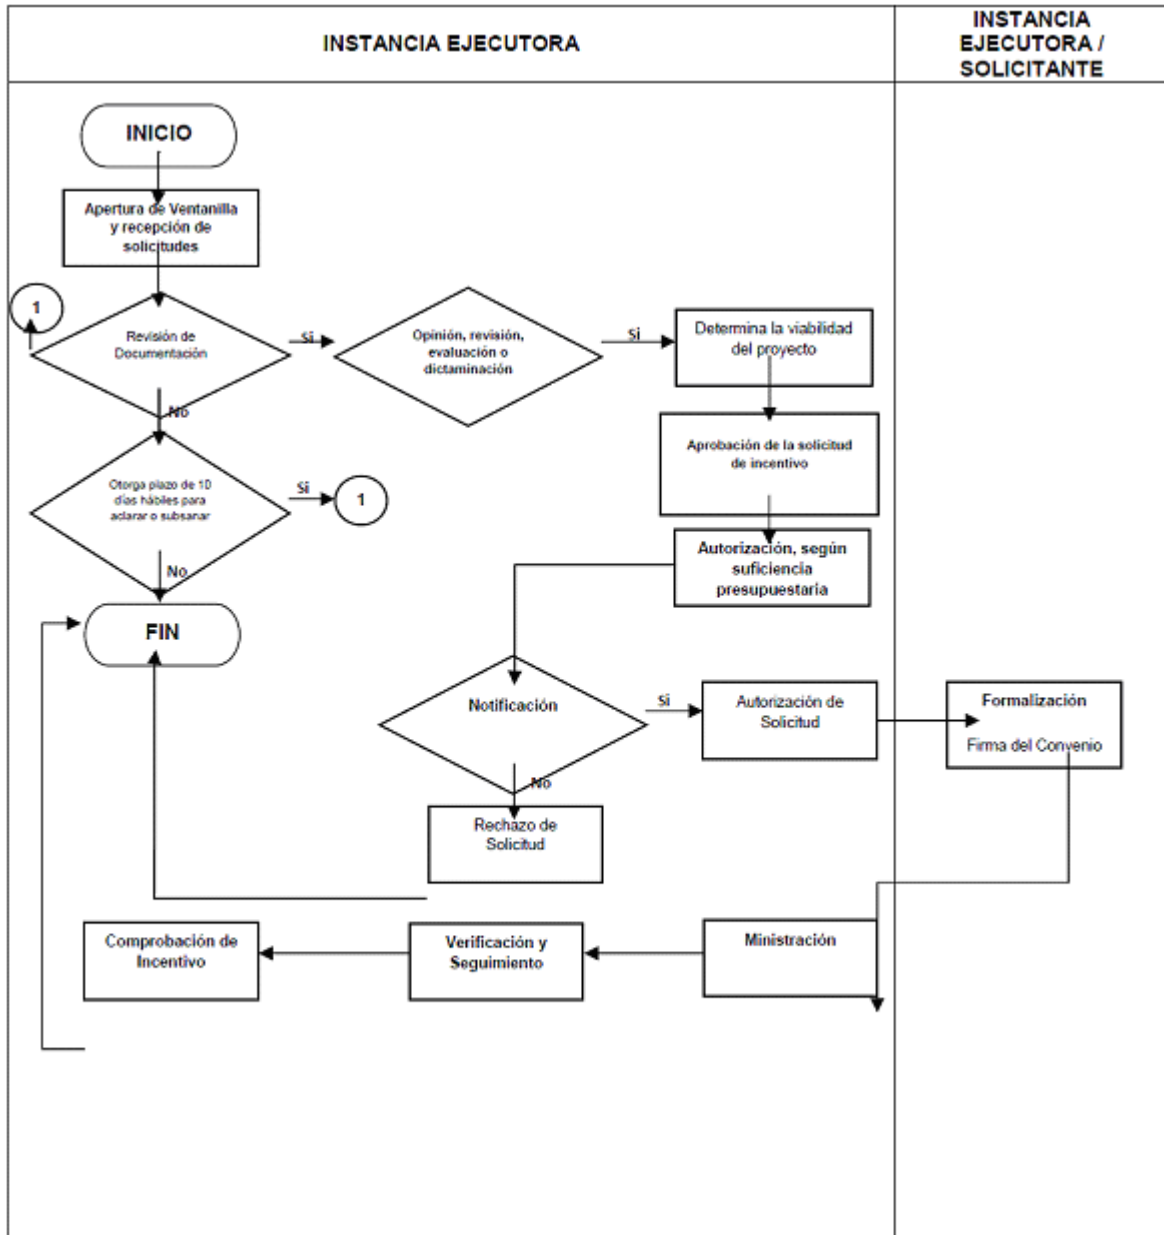 INSTANCIA EJECUTORA
INSTANCIA
EJECUTORA /
SOLICITANTE
INICIO
Apertura de Ventanilla
y recepción de
solicitudes
1
Revisión de
Documentación
Si
Opinión, revisión,
evaluación o
dictaminación
Si
Determina la viabilidad
del proyecto
No
Aprobación de la solicitud
de incentivo
Otorga plazo de 10
días hábiles para
aclarar o subsanar
Si
1
Autorización, según
suficiencia
presupuestaria
No
FIN
Notificación
Si
Autorización de
Solicitud
Formalización
Firma del Convenio
No
Rechazo de
Solicitud
Comprobación de
Incentivo
Verificación y
Seguimiento
Ministración